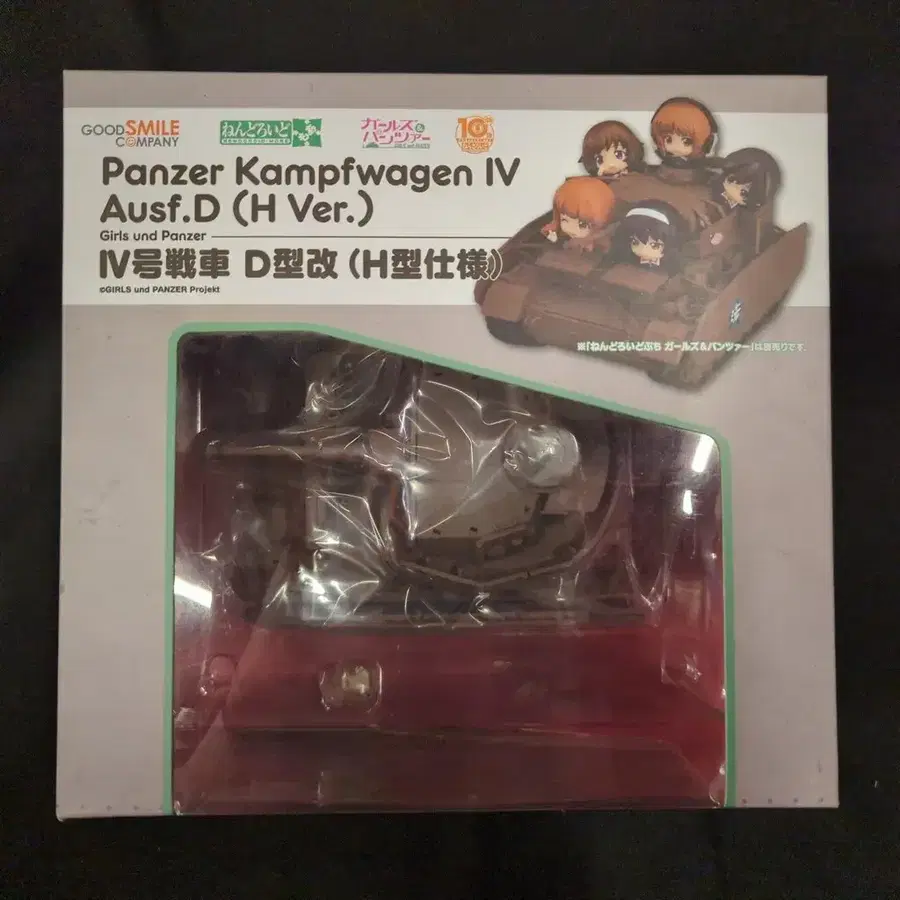 GOOD SMILE COMPANY
ねんどろいど
ガールズ&パンツァー
10th
Panzer Kampfwagen IV
Ausf.D (H Ver.)
Girls und Panzer
Ⅳ号戦車 D型改 (H型仕様)
©GIRLS und PANZER Projekt
※「ねんどろいどぷち ガールズ&パンツァー」は別売りです。